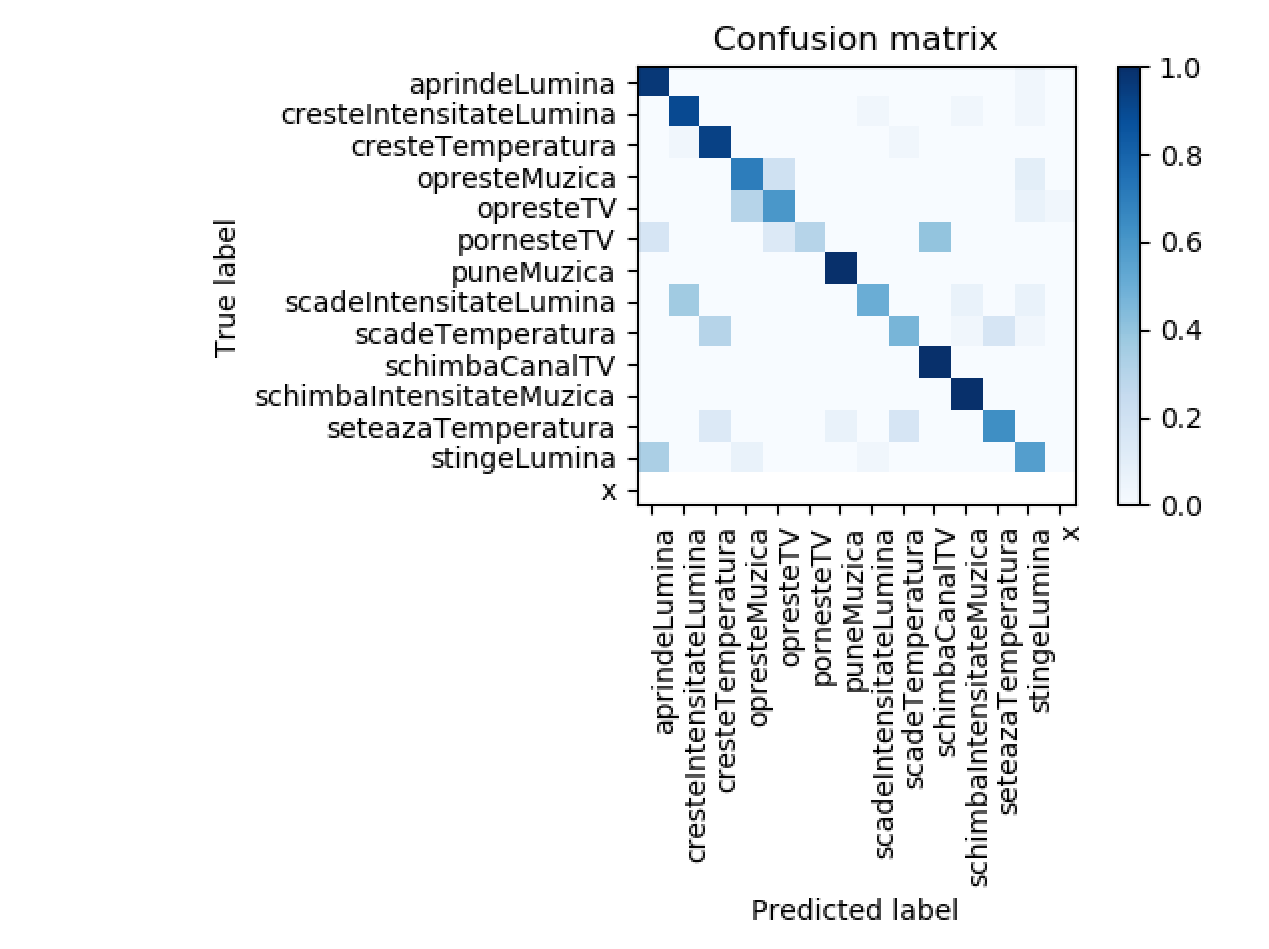 Confusion matrix
True label
aprindeLumina
cresteIntensitateLumina
cresteTemperatura
opresteMuzica
opresteTV
pornesteTV
puneMuzica
scadeIntensitateLumina
scadeTemperatura
schimbaCanalTV
schimbaIntensitateMuzica
seteazaTemperatura
stingeLumina
x
1.0
0.8
0.6
0.4
0.2
0.0
aprindeLumina
cresteIntensitateLumina
cresteTemperatura
opresteMuzica
opresteTV
pornesteTV
puneMuzica
scadeIntensitateLumina
scadeTemperatura
schimbaCanalTV
schimbaIntensitateMuzica
seteazaTemperatura
stingeLumina
x
Predicted label